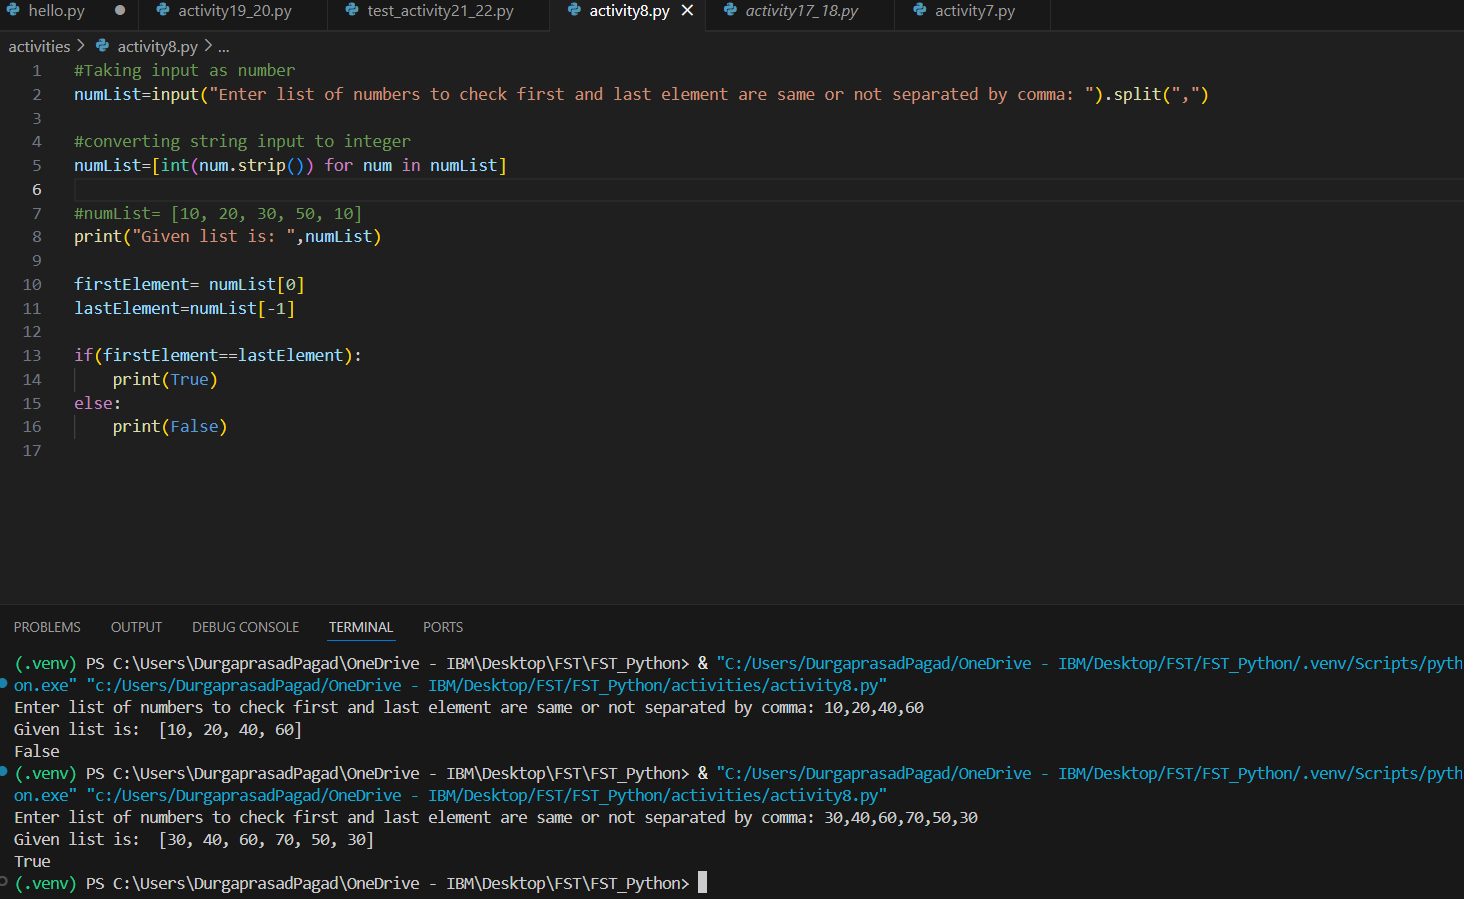 hello.py activity19_20.py test_activity21_22.py activity8.py activity17_18.py activity7.py
activities > activity8.py > ...
1 #Taking input as number
2 numList=input("Enter list of numbers to check first and last element are same or not separated by comma: ").split(",")
3
4 #converting string input to integer
5 numList=[int(num.strip()) for num in numList]
6
7 #numList= [10, 20, 30, 50, 10]
8 print("Given list is: ",numList)
9
10 firstElement= numList[0]
11 lastElement=numList[-1]
12
13 if(firstElement==lastElement):
14     print(True)
15 else:
16     print(False)
17
PROBLEMS OUTPUT DEBUG CONSOLE TERMINAL PORTS
(.venv) PS C:\Users\DurgaprasadPagad\OneDrive - IBM\Desktop\FST\FST_Python> & "C:/Users/DurgaprasadPagad/OneDrive - IBM/Desktop/FST/FST_Python/.venv/Scripts/pyth
on.exe" "c:/Users/DurgaprasadPagad/OneDrive - IBM/Desktop/FST/FST_Python/activities/activity8.py"
Enter list of numbers to check first and last element are same or not separated by comma: 10,20,40,60
Given list is:  [10, 20, 40, 60]
False
(.venv) PS C:\Users\DurgaprasadPagad\OneDrive - IBM\Desktop\FST\FST_Python> & "C:/Users/DurgaprasadPagad/OneDrive - IBM/Desktop/FST/FST_Python/.venv/Scripts/pyth
on.exe" "c:/Users/DurgaprasadPagad/OneDrive - IBM/Desktop/FST/FST_Python/activities/activity8.py"
Enter list of numbers to check first and last element are same or not separated by comma: 30,40,60,70,50,30
Given list is:  [30, 40, 60, 70, 50, 30]
True
(.venv) PS C:\Users\DurgaprasadPagad\OneDrive - IBM\Desktop\FST\FST_Python>